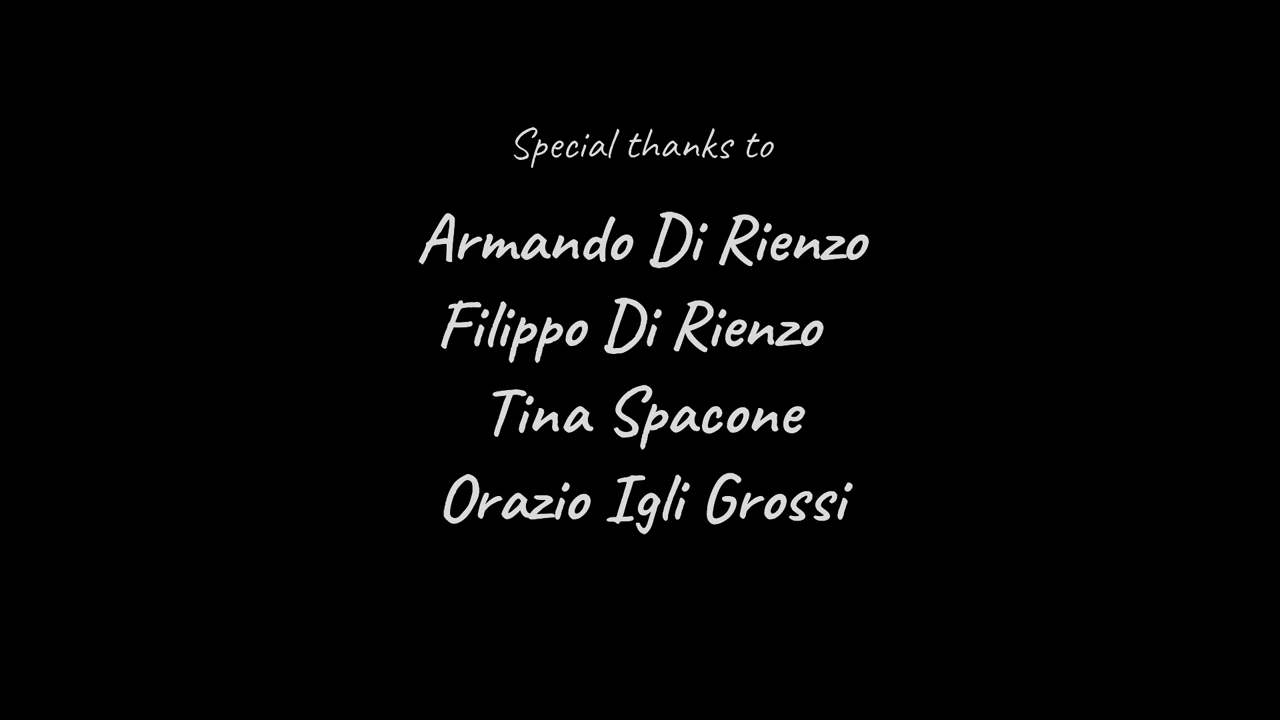 Special thanks to
Armando Di Rienzo
Filippo Di Rienzo
Tina Spacone
Orazio Igli Grossi